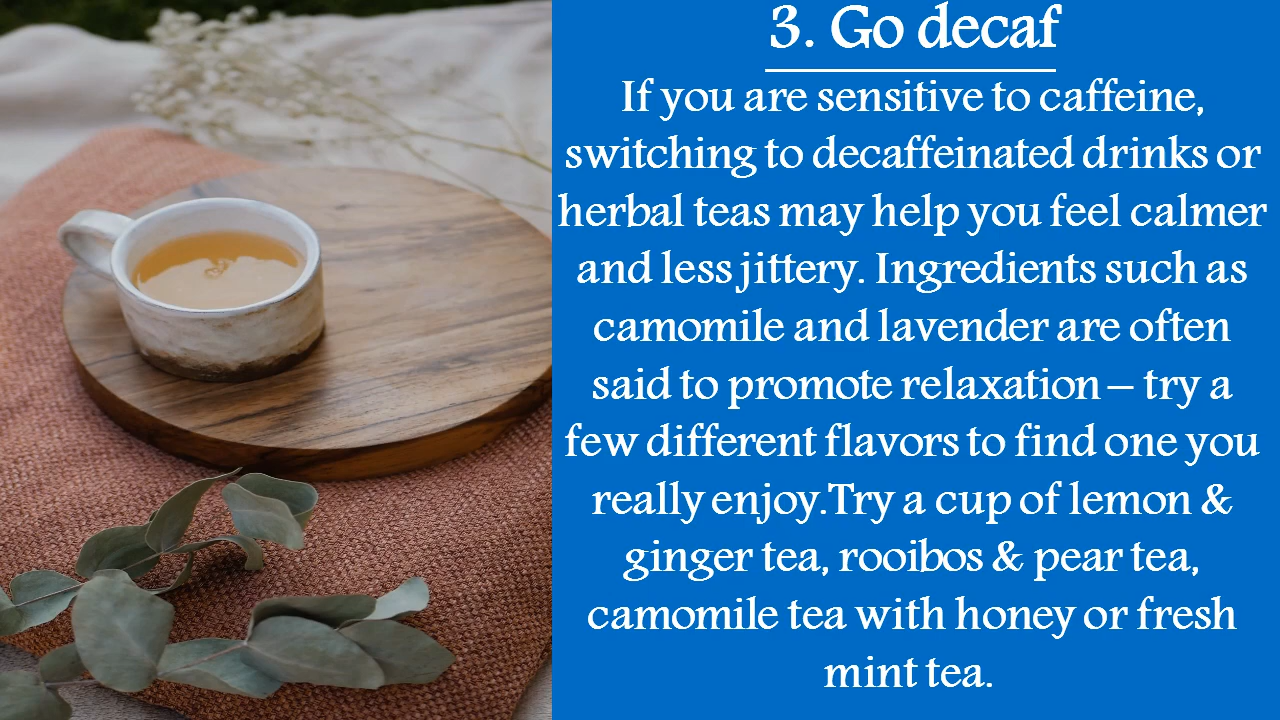 3. Go decaf
If you are sensitive to caffeine,
switching to decaffeinated drinks or
herbal teas may help you feel calmer
and less jittery. Ingredients such as
camomile and lavender are often
said to promote relaxation – try a
few different flavors to find one you
really enjoy.Try a cup of lemon &
ginger tea, rooibos & pear tea,
camomile tea with honey or fresh
mint tea.